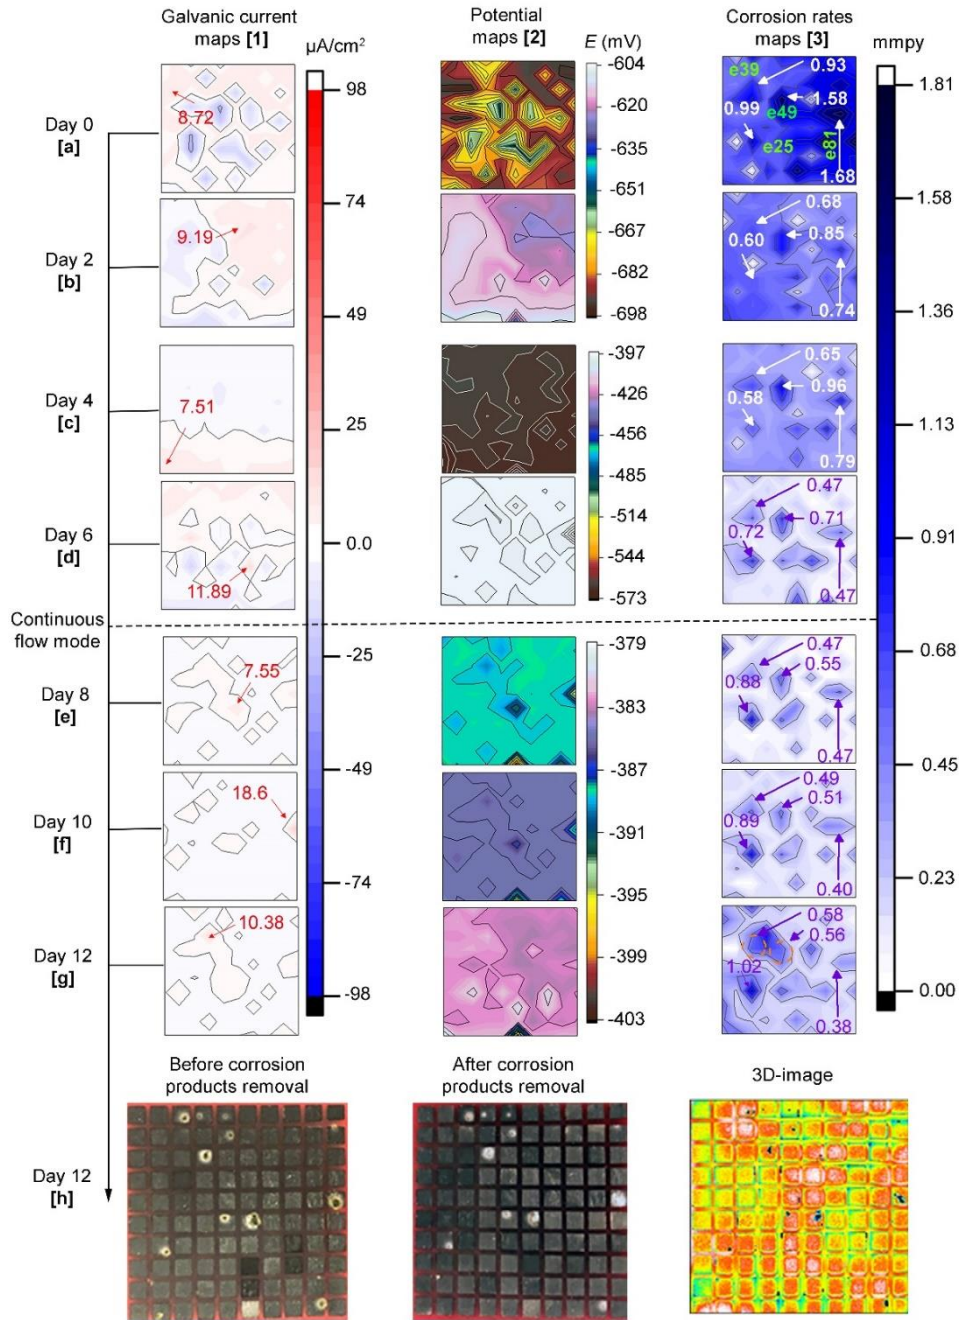 Galvanic current
maps [1]
µA/cm²
Potential
maps [2]
E (mV)
Corrosion rates
maps [3]
mmpy
Day 0
[a]
8.72
e39
0.93
1.58
0.99
e49
e25
e81
1.68
Day 2
[b]
9.19
0.68
0.60
0.85
0.74
Day 4
[c]
7.51
0.65
0.58
0.96
0.79
Day 6
[d]
11.89
0.47
0.72
0.71
0.47
Continuous
flow mode
Day 8
[e]
7.55
0.47
0.55
0.88
0.47
Day 10
[f]
18.6
0.49
0.51
0.89
0.40
Day 12
[g]
10.38
0.58
0.56
1.02
0.38
98
74
49
25
0.0
-25
-49
-74
-98
-604
-620
-635
-651
-667
-682
-698
-397
-426
-456
-485
-514
-544
-573
-379
-383
-387
-391
-395
-399
-403
1.81
1.58
1.36
1.13
0.91
0.68
0.45
0.23
0.00
Before corrosion
products removal
After corrosion
products removal
3D-image
Day 12
[h]